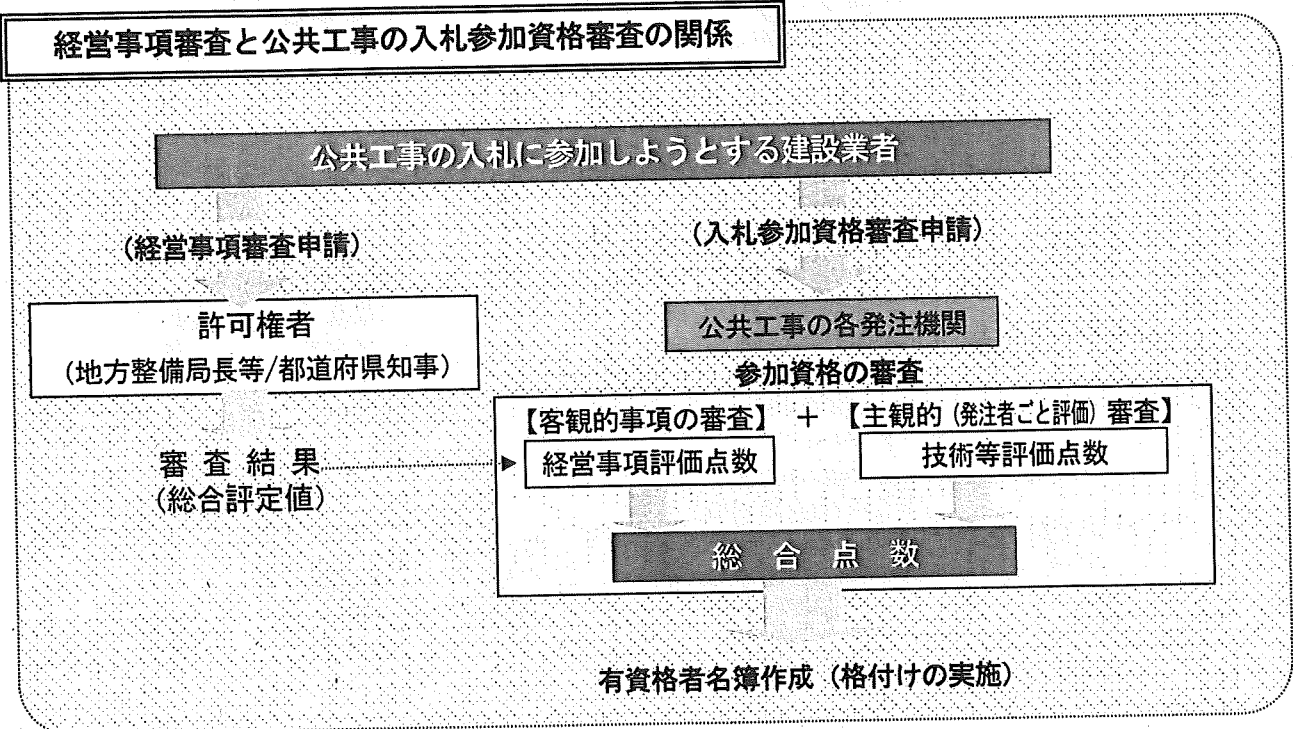 経営事項審査と公共工事の入札参加資格審査の関係
公共工事の入札に参加しようとする建設業者
(経営事項審査申請)
(入札参加資格審査申請)
許可権者
(地方整備局長等/都道府県知事)
公共工事の各発注機関
参加資格の審査
【客観的事項の審査】 + 【主観的(発注者ごと評価)審査】
経営事項評価点数
技術等評価点数
審査結果
(総合評定値)
総合点数
有資格者名簿作成(格付けの実施)